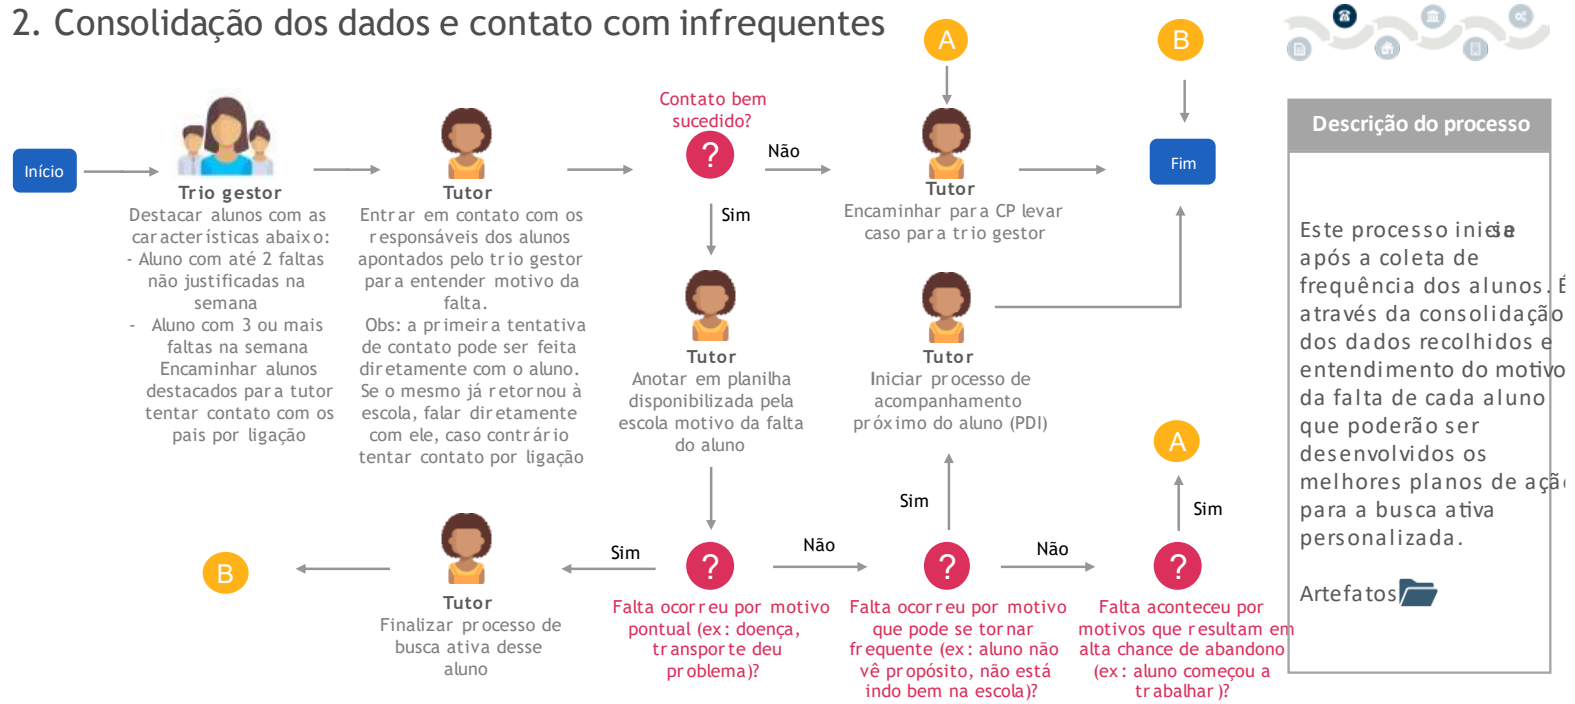 2. Consolidação dos dados e contato com infrequentes
A
B
Início
Trio gestor
Destacar alunos com as
características abaixo:
- Aluno com até 2 faltas
não justificadas na
semana
- Aluno com 3 ou mais
faltas na semana
Encaminhar alunos
destacados para tutor
tentar contato com os
pais por ligação
Tutor
Entrar em contato com os
responsáveis dos alunos
apontados pelo trio gestor
para entender motivo da
falta.
Obs: a primeira tentativa
de contato pode ser feita
diretamente com o aluno.
Se o mesmo já retornou à
escola, falar diretamente
com ele, caso contrário
tentar contato por ligação
Contato bem
sucedido?
?
Não
Sim
Tutor
Encaminhar para CP levar
caso para trio gestor
Fim
Tutor
Anotar em planilha
disponibilizada pela
escola motivo da falta
do aluno
Tutor
Iniciar processo de
acompanhamento
próximo do aluno (PDI)
A
Sim
Sim
B
Tutor
Finalizar processo de
busca ativa desse
aluno
Sim
?
Falta ocorreu por motivo
pontual (ex: doença,
transporte deu
problema)?
Não
?
Falta ocorreu por motivo
que pode se tornar
frequente (ex: aluno não
vê propósito, não está
indo bem na escola)?
Não
?
Falta aconteceu por
motivos que resultam em
alta chance de abandono
(ex: aluno começou a
trabalhar)?
Descrição do processo
Este processo inicia-se
após a coleta de
frequência dos alunos. É
através da consolidação
dos dados recolhidos e
entendimento do motivo
da falta de cada aluno
que poderão ser
desenvolvidos os
melhores planos de ação
para a busca ativa
personalizada.
Artefatos